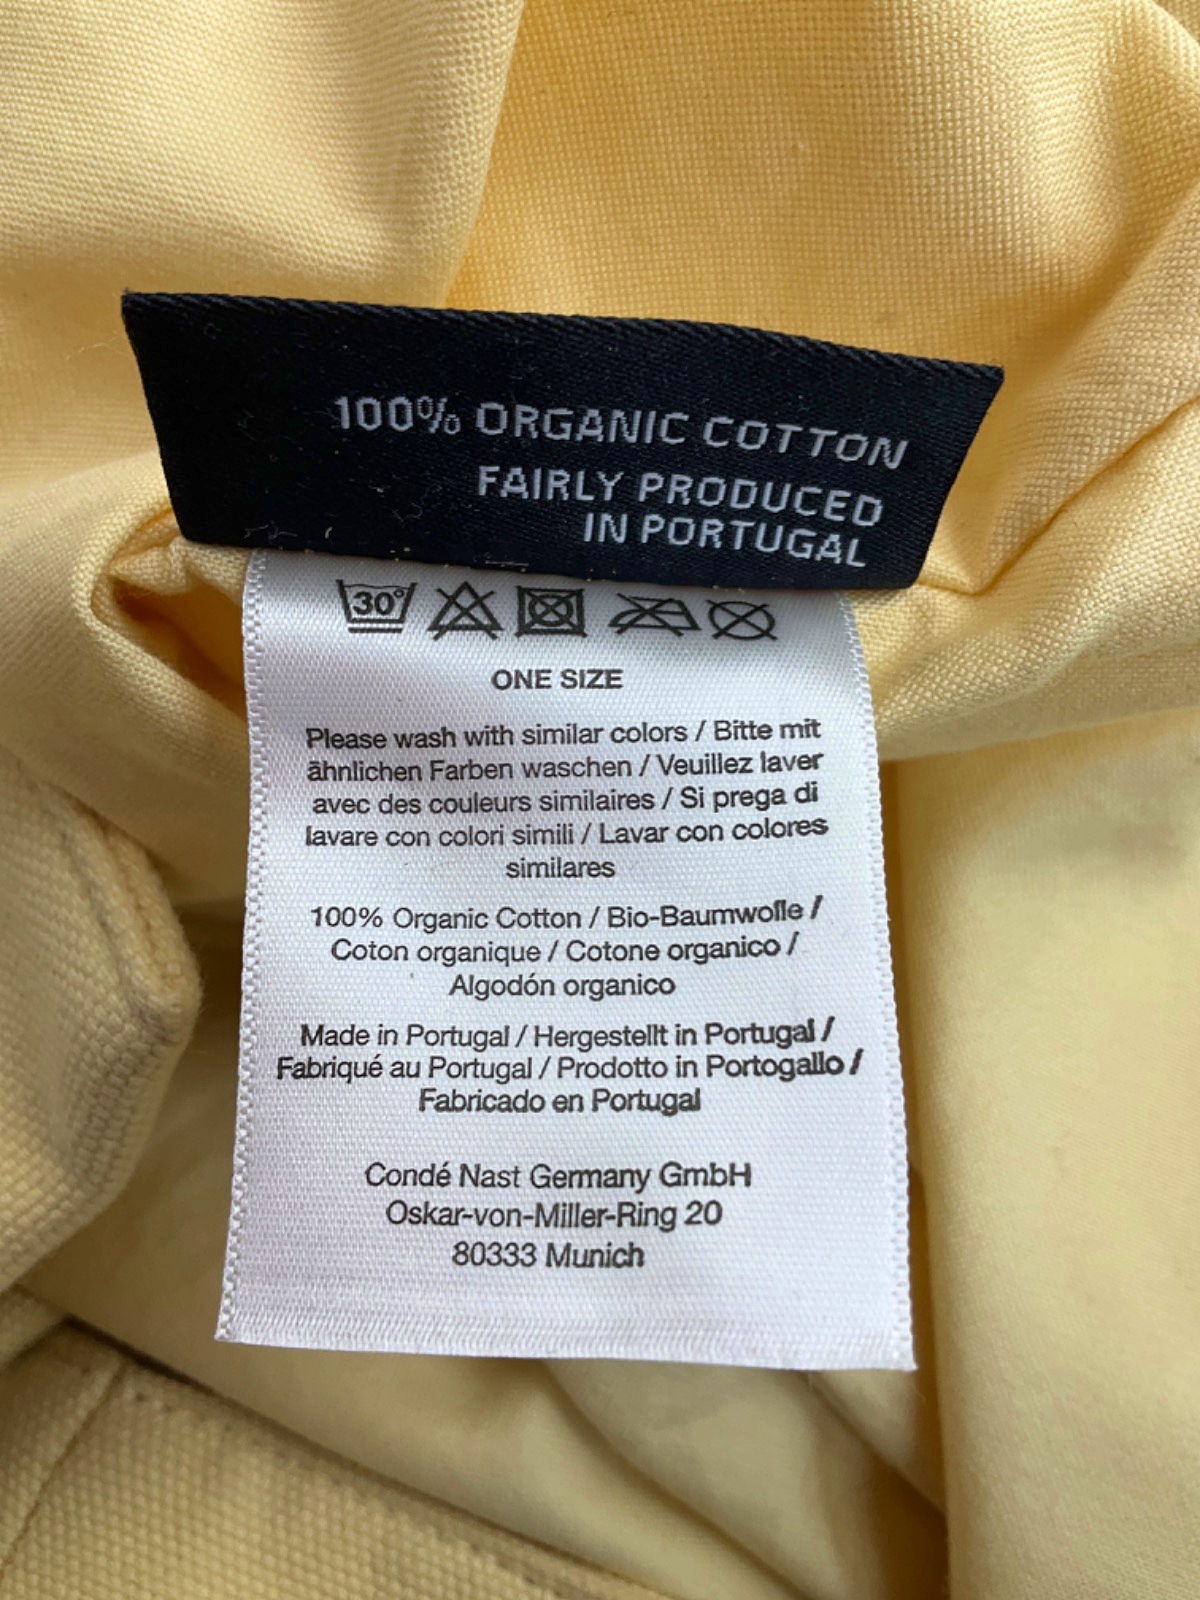 100% ORGANIC COTTON
FAIRLY PRODUCED
IN PORTUGAL
30°
ONE SIZE
Please wash with similar colors / Bitte mit
ähnlichen Farben waschen / Veuillez laver
avec des couleurs similaires / Si prega di
lavare con colori simili / Lavar con colores
similares
100% Organic Cotton / Bio-Baumwolle /
Coton organique / Cotone organico /
Algodón organico
Made in Portugal / Hergestellt in Portugal /
Fabriqué au Portugal / Prodotto in Portogallo /
Fabricado en Portugal
Condé Nast Germany GmbH
Oskar-von-Miller-Ring 20
80333 Munich